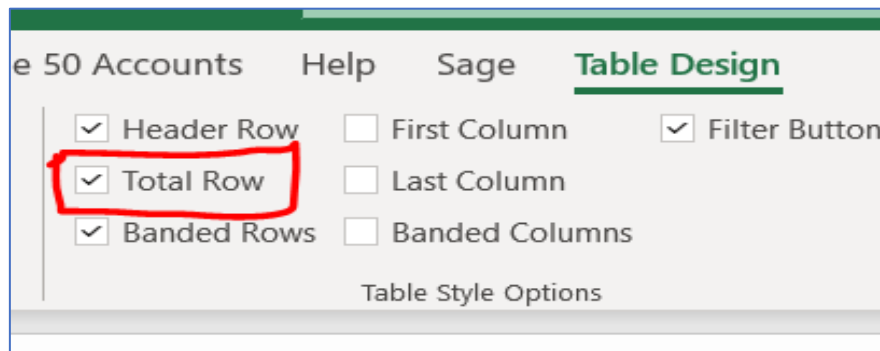 e 50 Accounts Help Sage Table Design
Header Row First Column Filter Button
Total Row Last Column
Banded Rows Banded Columns
Table Style Options